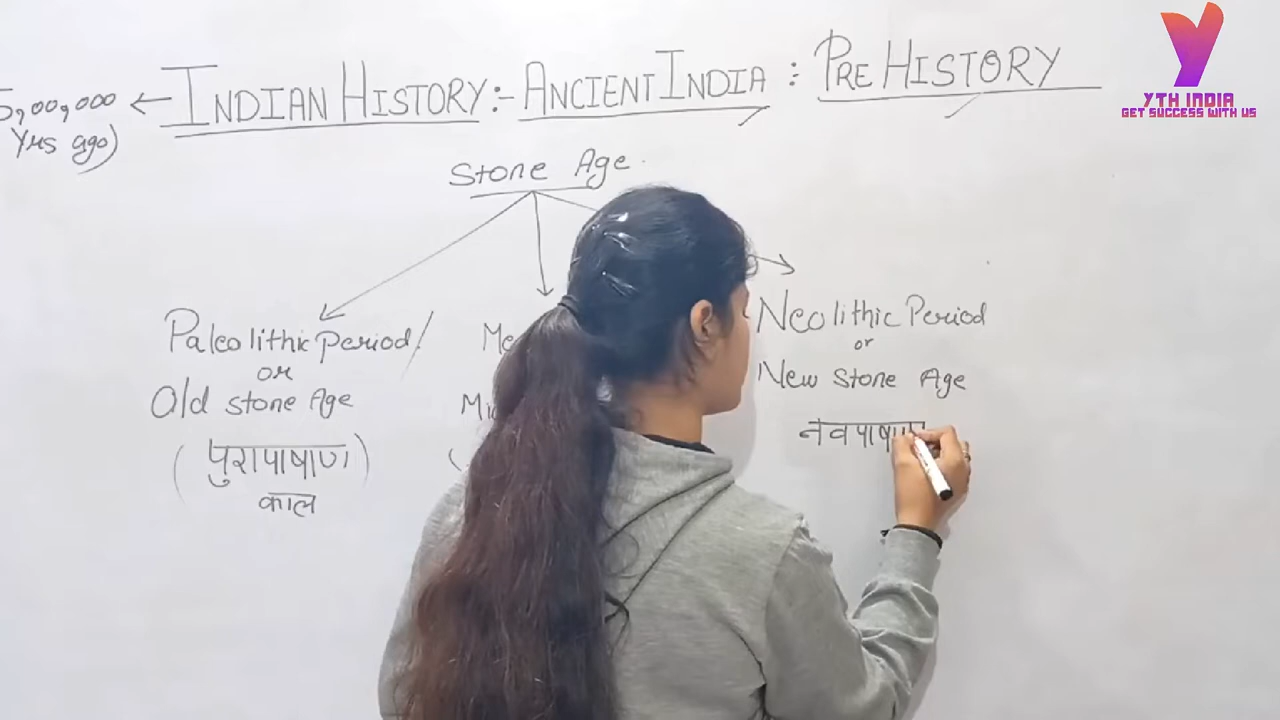 INDIAN HISTORY:- ANCIENT INDIA : PRE HISTORY
5,00,000 ←
Yrs ago)
YTH INDIA
GET SUCCESS WITH US
Stone Age
Paleolithic Period/
or
Old Stone Age
(पुरापाषाण)
काल
Neolithic Period
or
New Stone Age
नवपाषाण